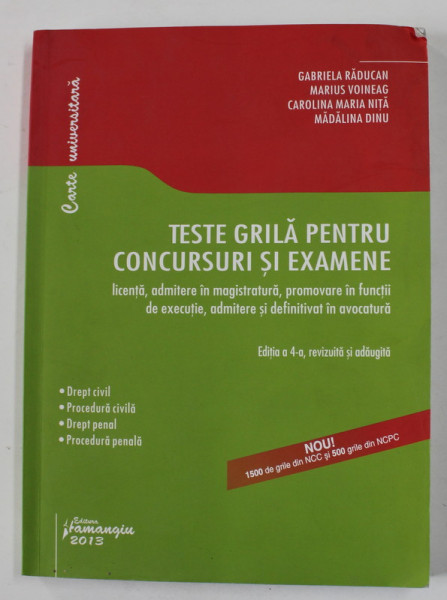 GABRIELA RĂDUCAN
MARIUS VOINEAG
CAROLINA MARIA NIȚĂ
MĂDĂLINA DINU
Carte universitară
TESTE GRILĂ PENTRU
CONCURSURI ȘI EXAMENE
licență, admitere în magistratură, promovare în funcții
de execuție, admitere și definitivat în avocatură
Ediția a 4-a, revizuită și adăugită
• Drept civil
• Procedură civilă
• Drept penal
• Procedură penală
NOU!
1500 de grile din NCC și 500 grile din NCPC
Editura
Hamangiu
2013